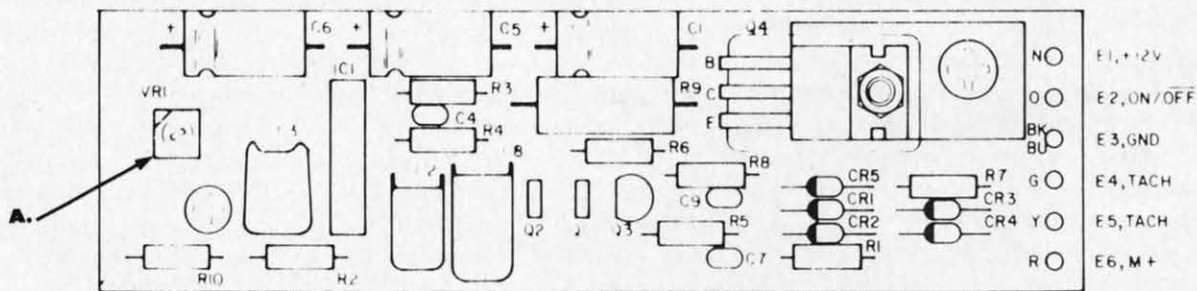 + C6 + C5 + C1 Q4
IC1
VR1
B
C
E
R3
C4
R4
R9
R6
R8
C9
R5
C7
Q2
Q3
CR5
CR1
CR2
R1
R7
CR3
CR4
R10
R2
C2
A.
N E1,+12V
O E2,ON/OFF
BK
BU E3,GND
G E4,TACH
Y E5,TACH
R E6,M+